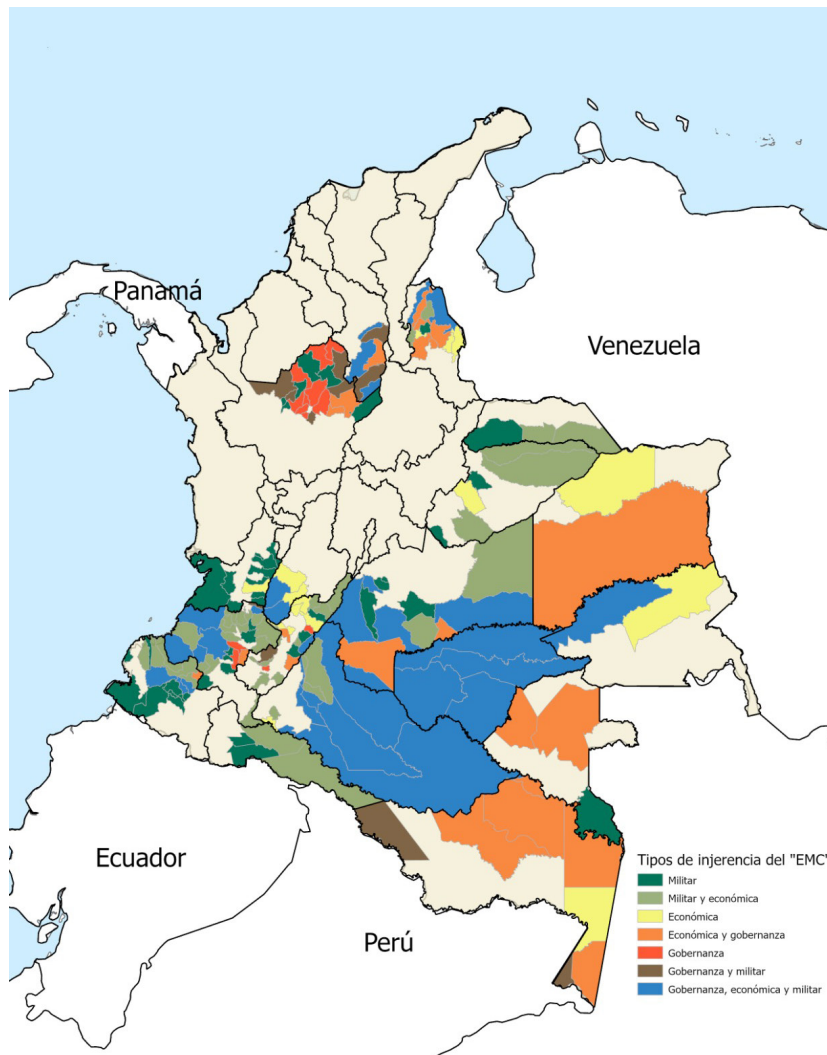 Panamá
Venezuela
Ecuador
Perú
Tipos de injerencia del "EMC"
Militar
Militar y económica
Económica
Económica y gobernanza
Gobernanza
Gobernanza y militar
Gobernanza, económica y militar